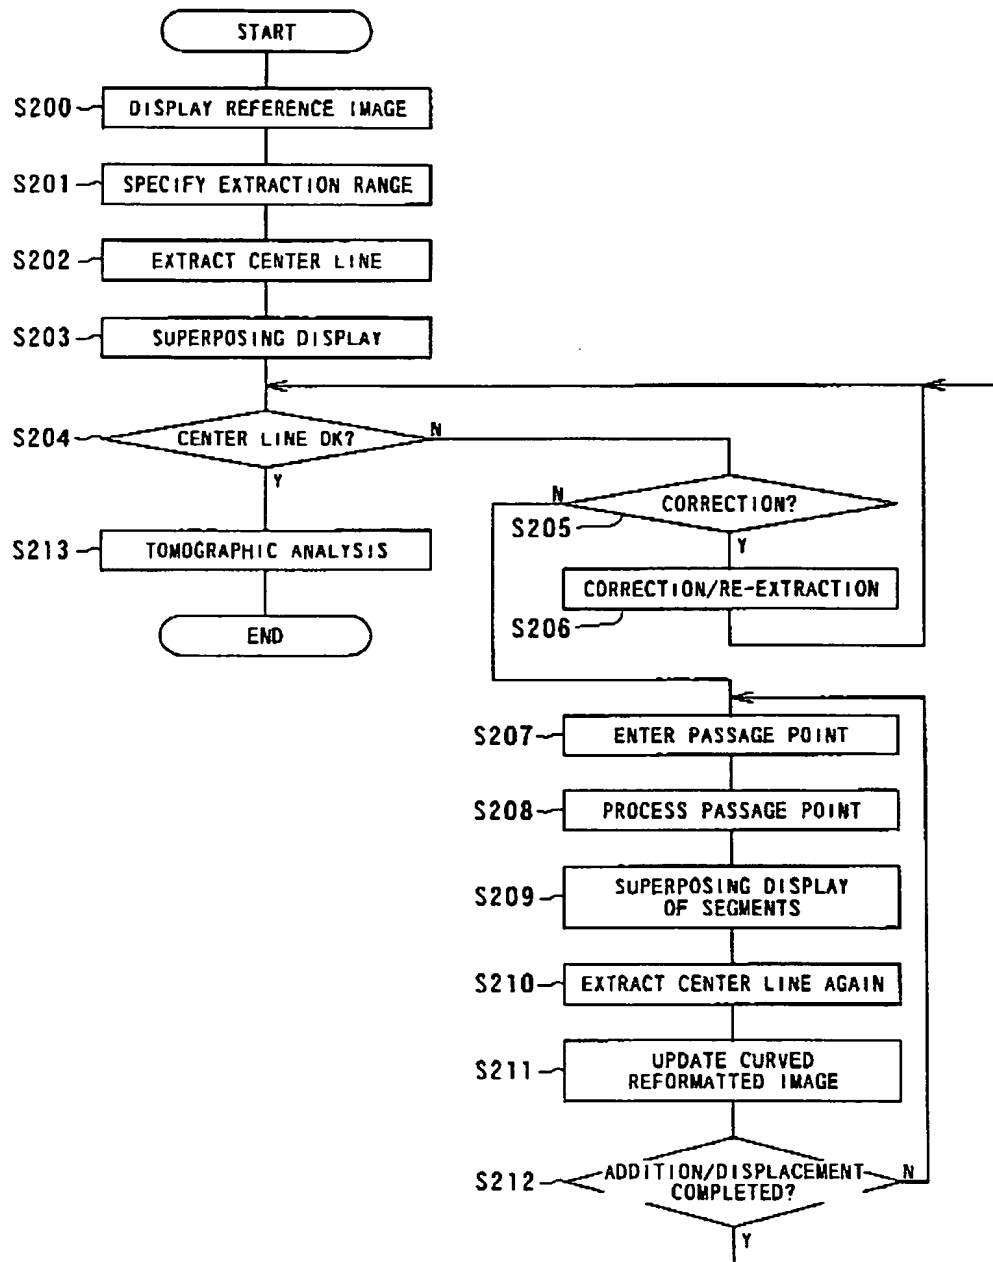 START
S200
DISPLAY REFERENCE IMAGE
S201
SPECIFY EXTRACTION RANGE
S202
EXTRACT CENTER LINE
S203
SUPERPOSING DISPLAY
S204
CENTER LINE OK?
N
Y
S213
TOMOGRAPHIC ANALYSIS
END
N
CORRECTION?
S205
Y
CORRECTION/RE-EXTRACTION
S206
S207
ENTER PASSAGE POINT
S208
PROCESS PASSAGE POINT
S209
SUPERPOSING DISPLAY
OF SEGMENTS
S210
EXTRACT CENTER LINE AGAIN
S211
UPDATE CURVED
REFORMATTED IMAGE
S212
ADDITION/DISPLACEMENT
COMPLETED?
N
Y